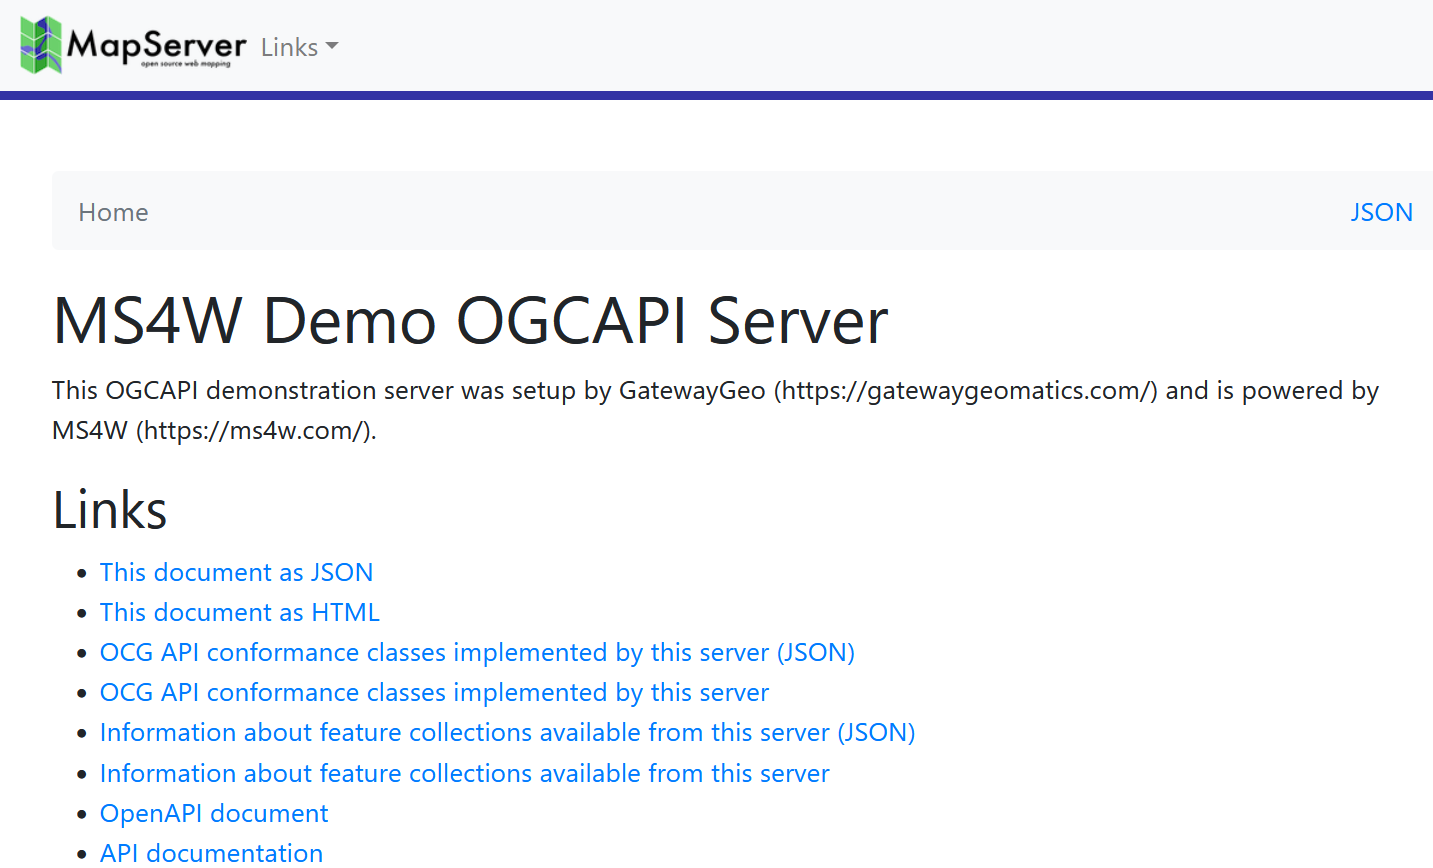 MapServer
open source web mapping
Links
Home
JSON
MS4W Demo OGCAPI Server
This OGCAPI demonstration server was setup by GatewayGeo (https://gatewaygeomatics.com/) and is powered by
MS4W (https://ms4w.com/).
Links
This document as JSON
This document as HTML
OCG API conformance classes implemented by this server (JSON)
OCG API conformance classes implemented by this server
Information about feature collections available from this server (JSON)
Information about feature collections available from this server
OpenAPI document
API documentation